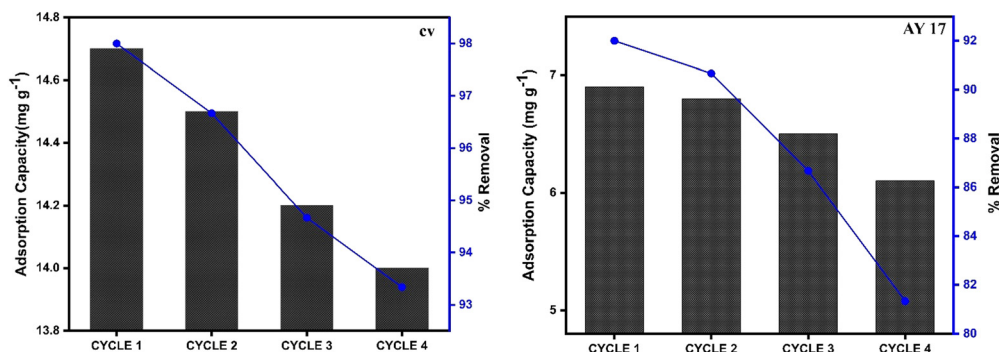 cv
Adsorption Capacity(mg g-1)
14.8
14.6
14.4
14.2
14.0
13.8
98
97
96
95
94
93
% Removal
CYCLE 1 CYCLE 2 CYCLE 3 CYCLE 4
AY 17
Adsorption Capacity (mg g-1)
7
6
5
92
90
88
86
84
82
80
% Removal
CYCLE 1 CYCLE 2 CYCLE 3 CYCLE 4